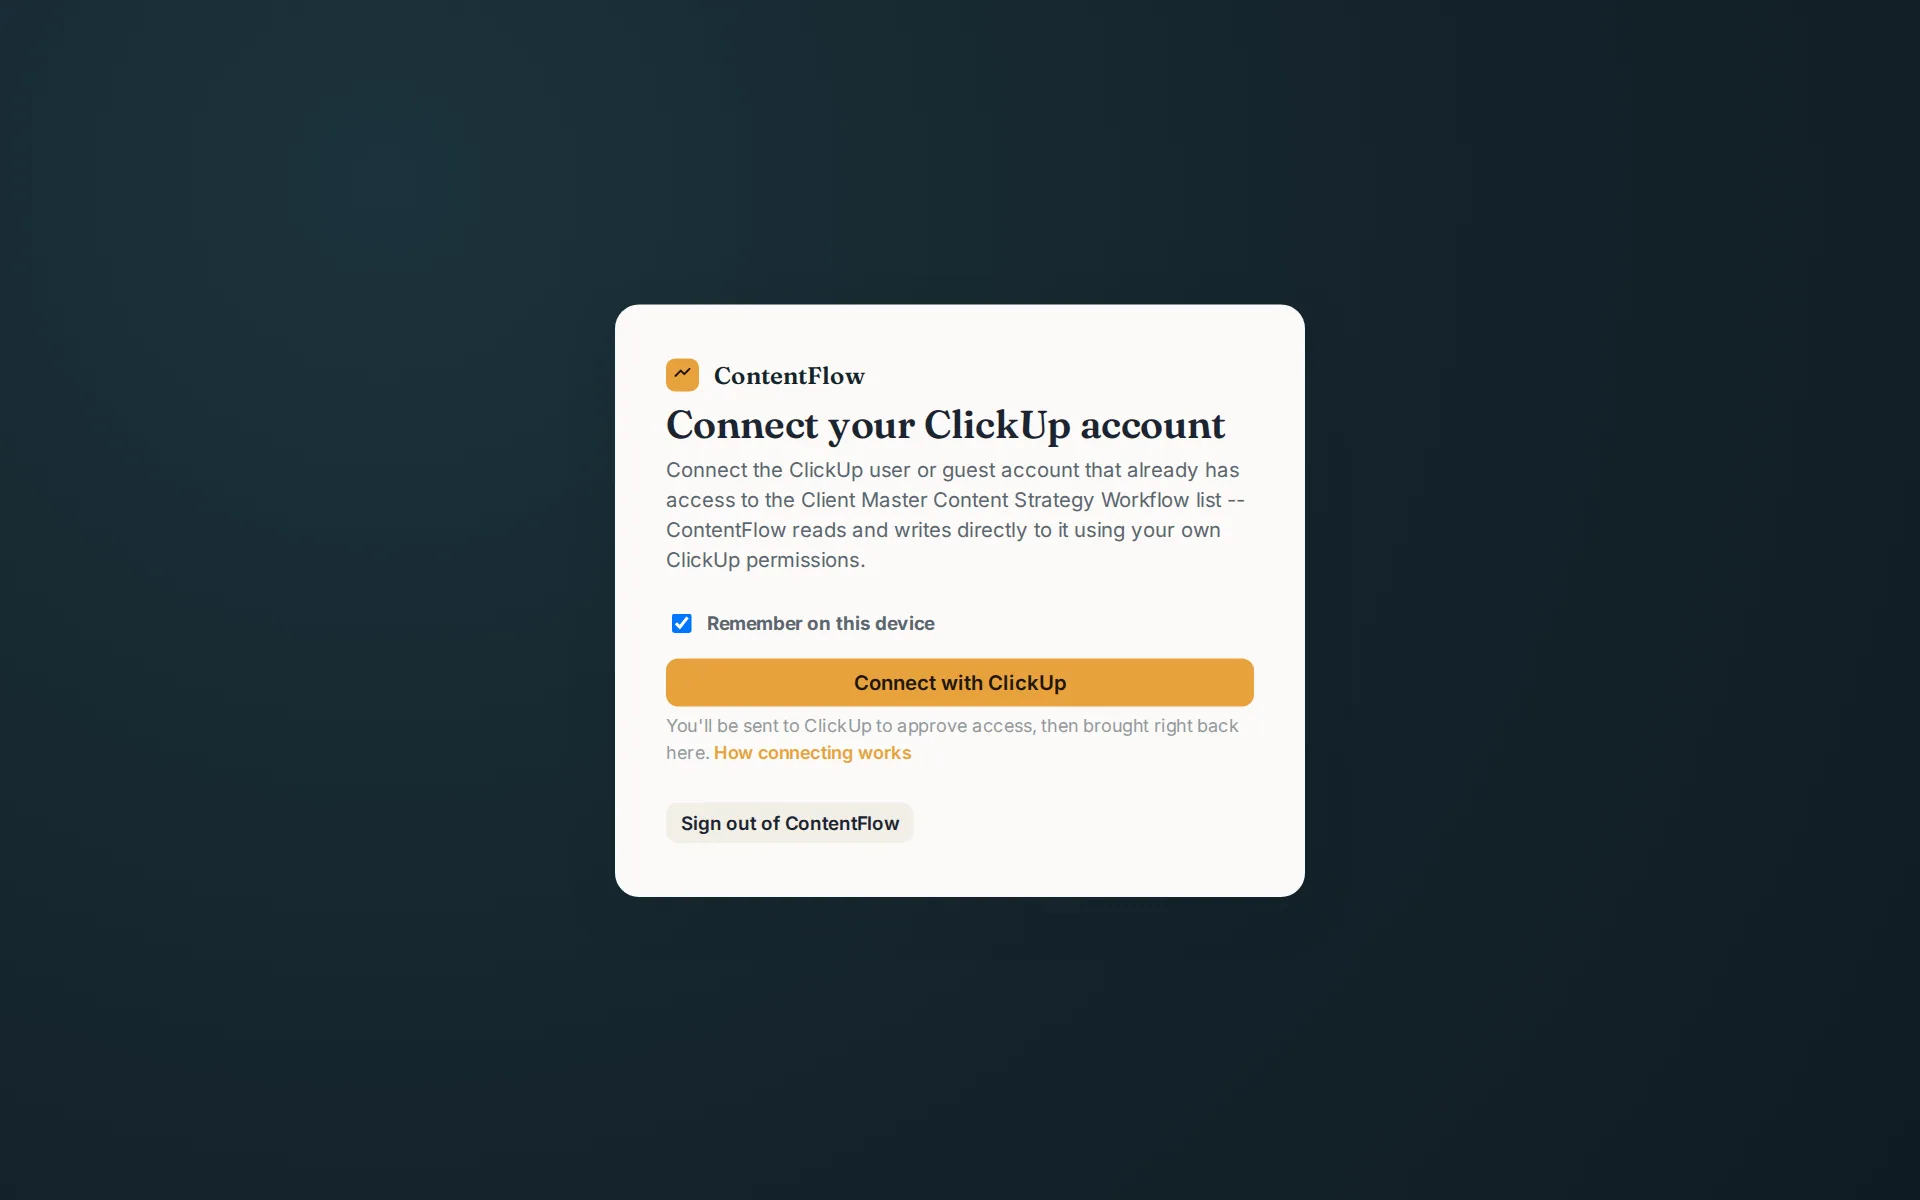 ContentFlow
Connect your ClickUp account
Connect the ClickUp user or guest account that already has
access to the Client Master Content Strategy Workflow list --
ContentFlow reads and writes directly to it using your own
ClickUp permissions.
Remember on this device
Connect with ClickUp
You'll be sent to ClickUp to approve access, then brought right back
here. How connecting works
Sign out of ContentFlow